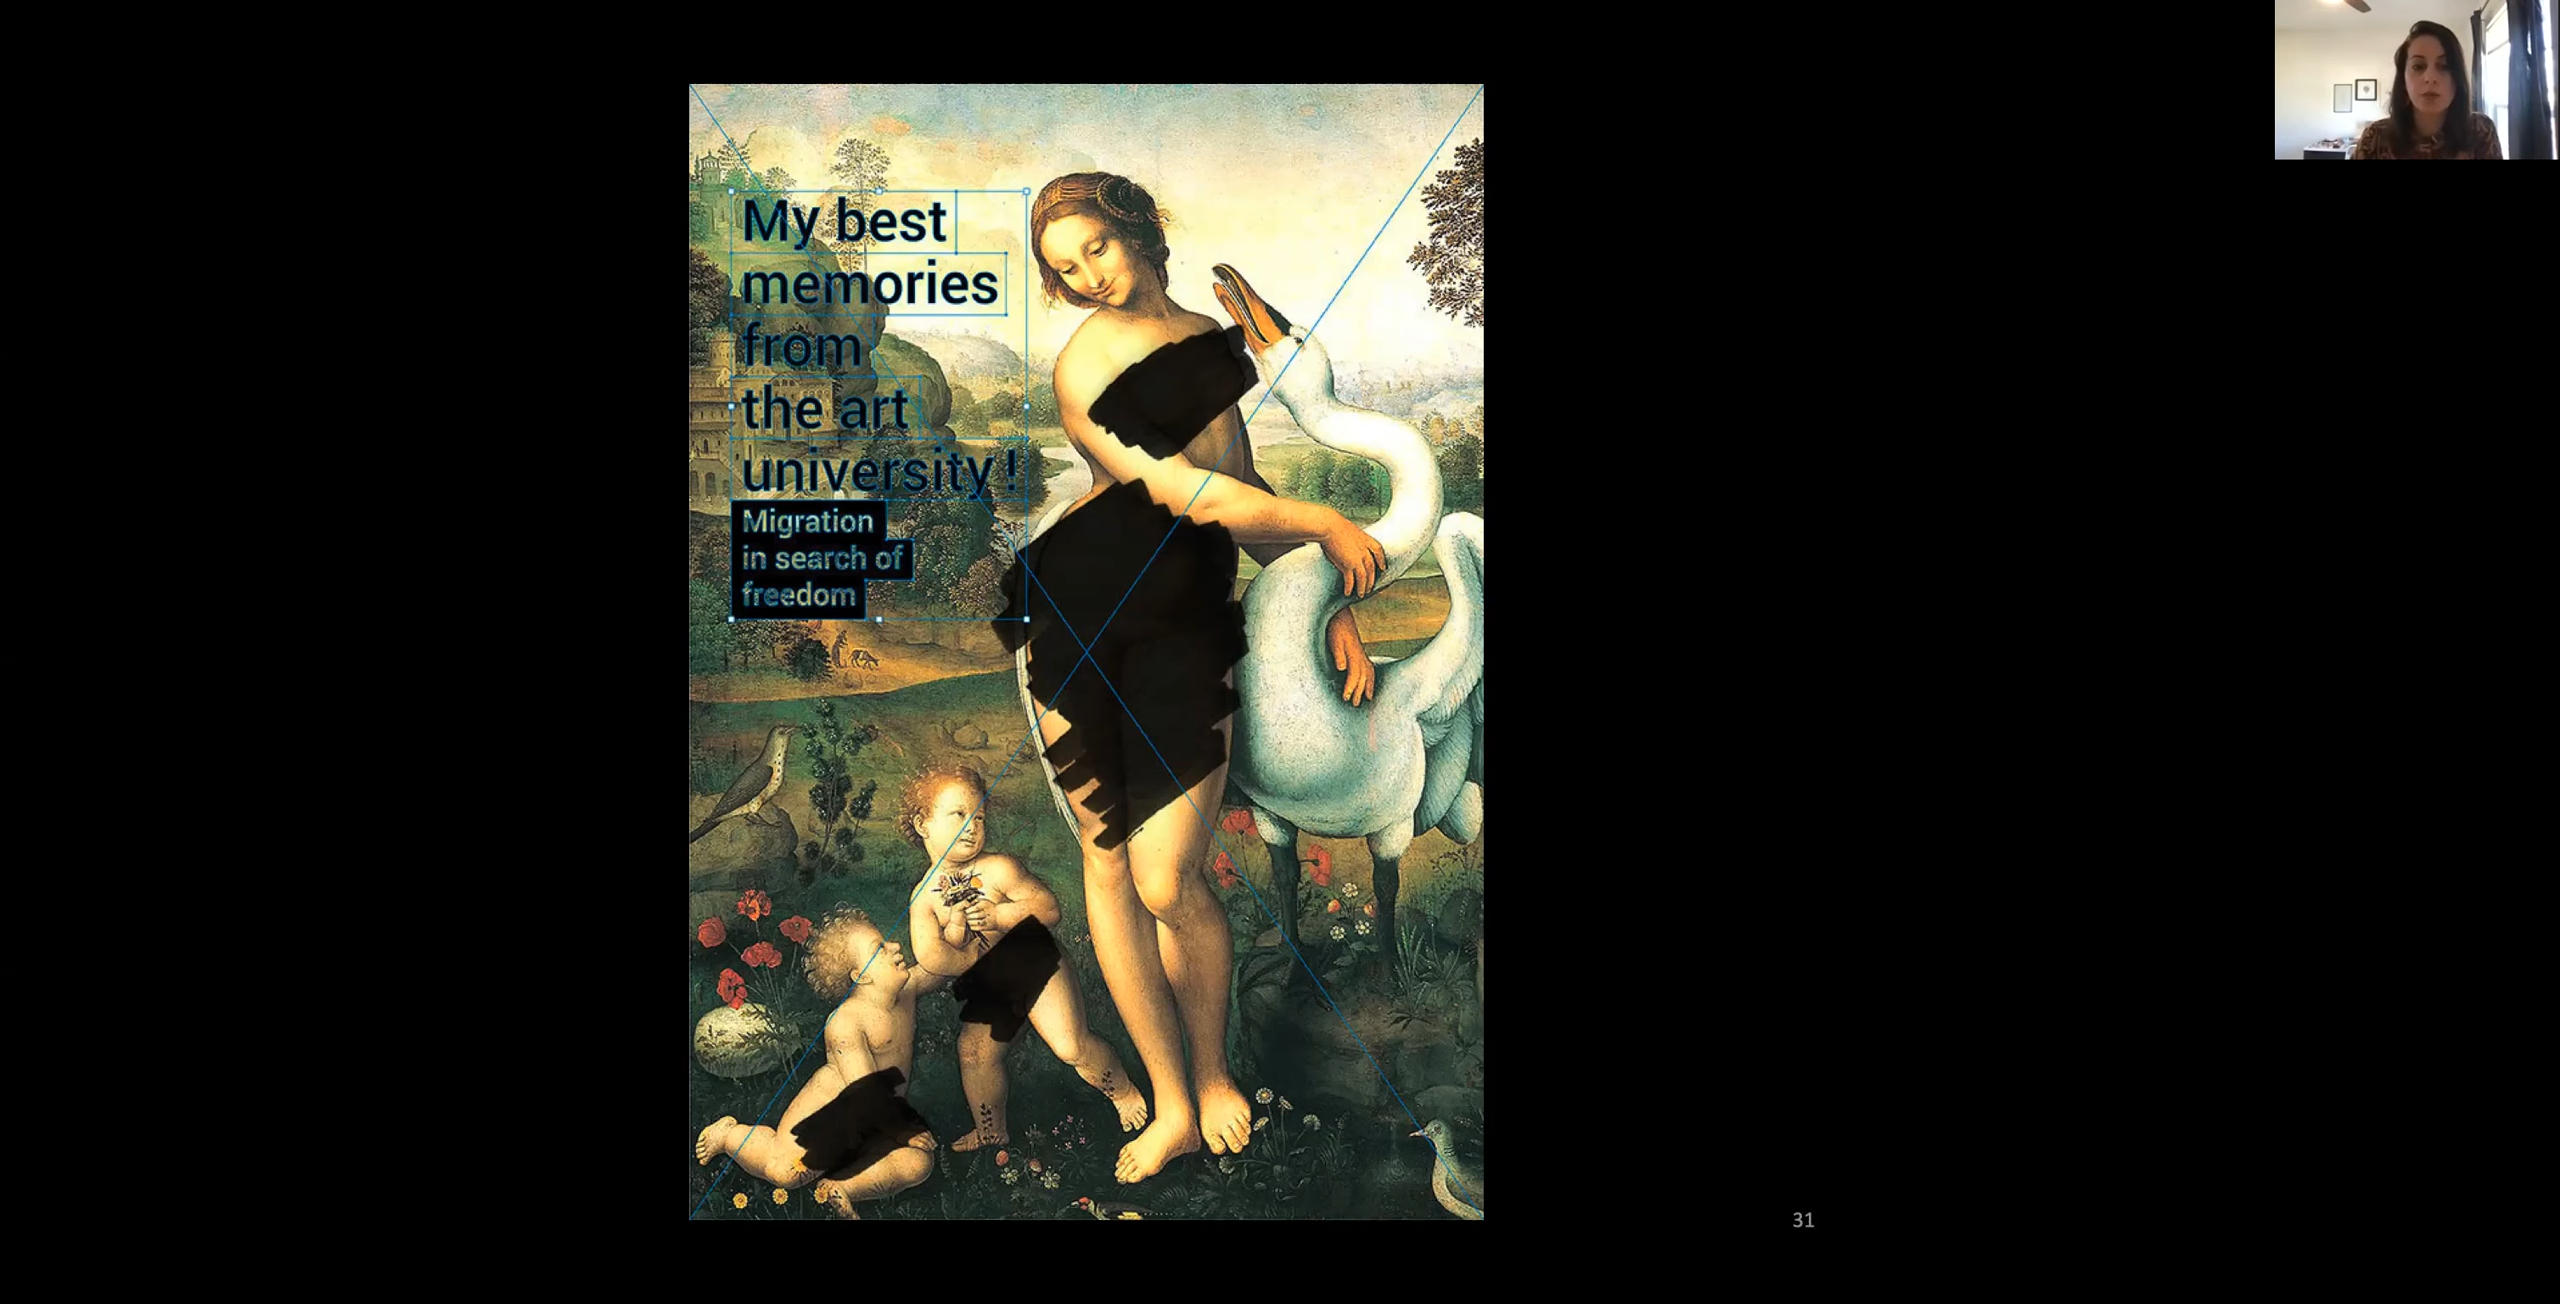 My best
memories
from
the art
university!
Migration
in search of
freedom
31